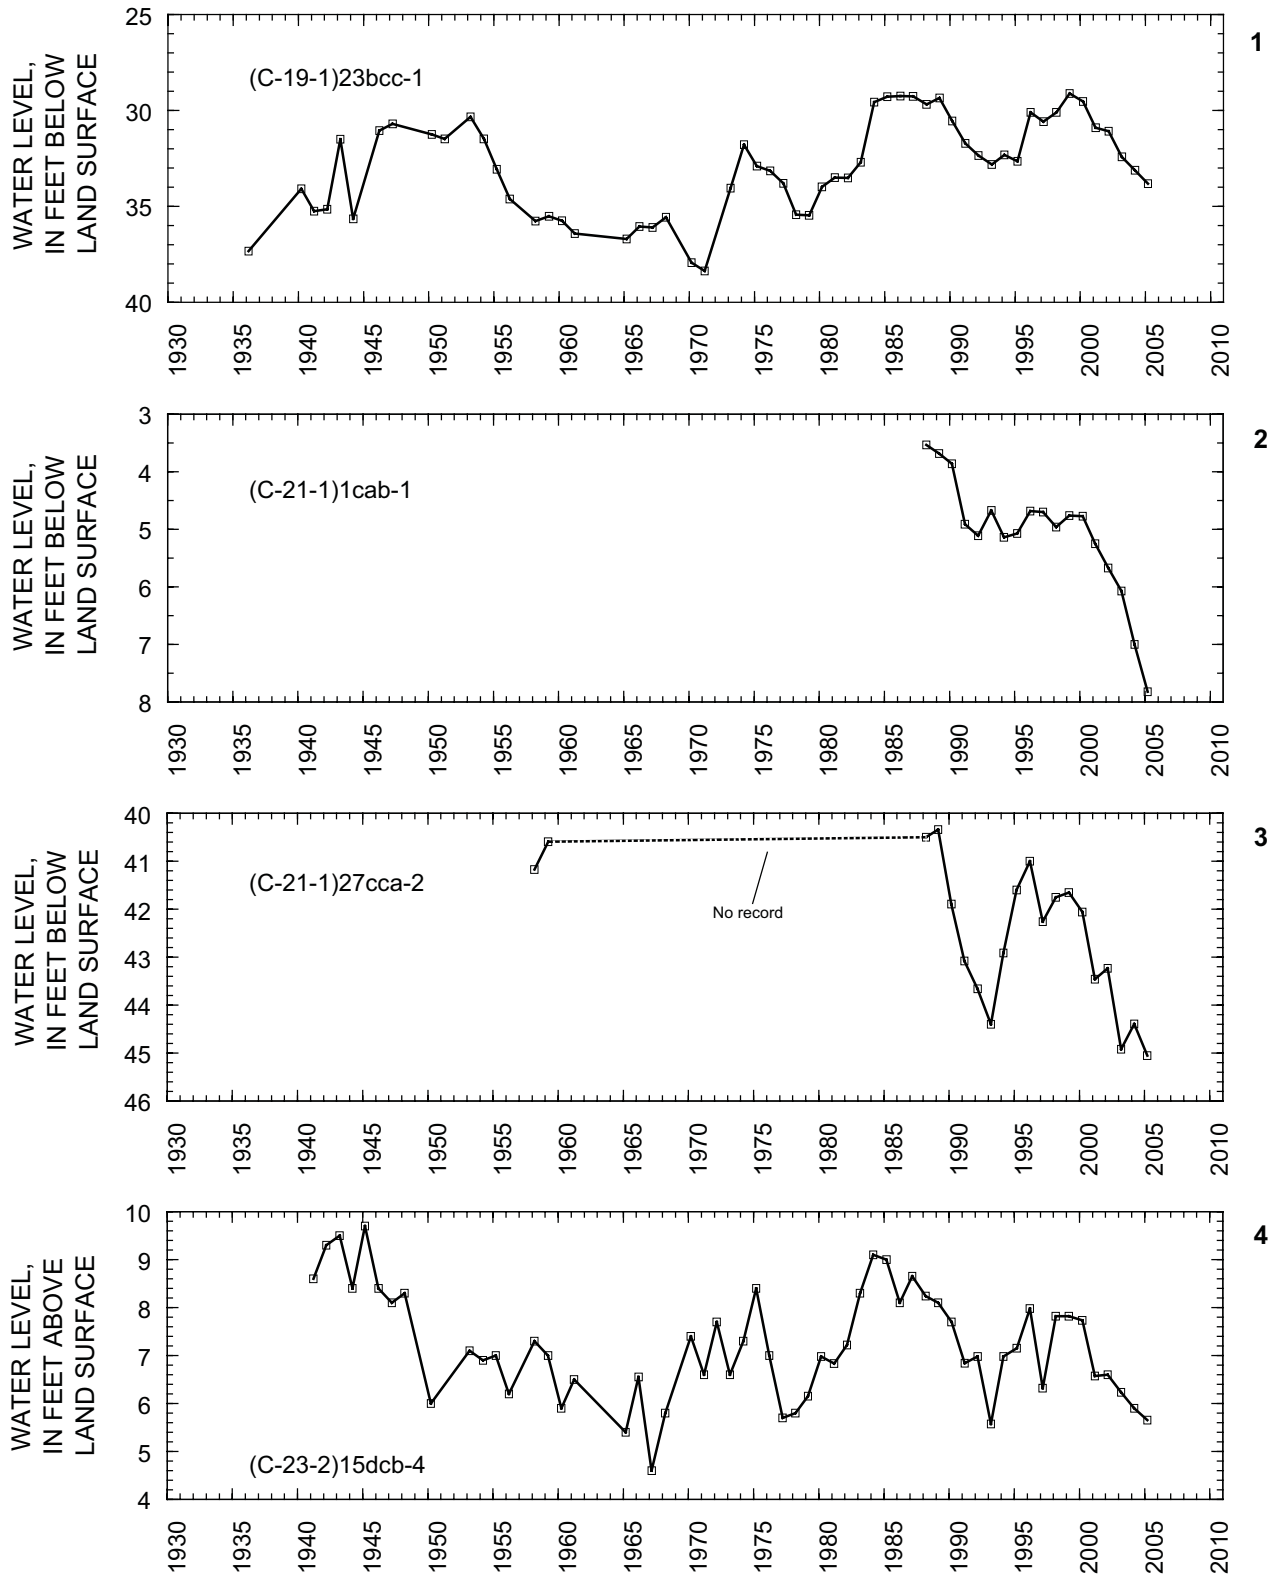 25
30
35
40
WATER LEVEL,
IN FEET BELOW
LAND SURFACE
(C-19-1)23bcc-1
1
1930 1935 1940 1945 1950 1955 1960 1965 1970 1975 1980 1985 1990 1995 2000 2005 2010
3
4
5
6
7
8
WATER LEVEL,
IN FEET BELOW
LAND SURFACE
(C-21-1)1cab-1
2
1930 1935 1940 1945 1950 1955 1960 1965 1970 1975 1980 1985 1990 1995 2000 2005 2010
40
41
42
43
44
45
46
WATER LEVEL,
IN FEET BELOW
LAND SURFACE
(C-21-1)27cca-2
No record
3
1930 1935 1940 1945 1950 1955 1960 1965 1970 1975 1980 1985 1990 1995 2000 2005 2010
10
9
8
7
6
5
4
WATER LEVEL,
IN FEET ABOVE
LAND SURFACE
(C-23-2)15dcb-4
4
1930 1935 1940 1945 1950 1955 1960 1965 1970 1975 1980 1985 1990 1995 2000 2005 2010